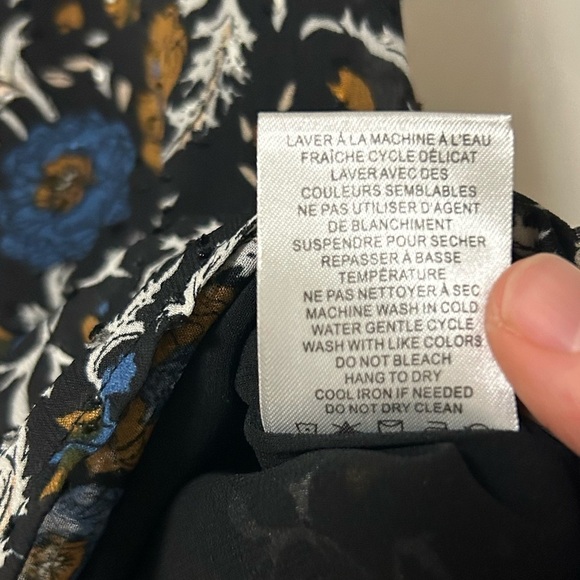 LAVER À LA MACHINE À L'EAU
FRAÎCHE CYCLE DÉLICAT
LAVER AVEC DES
COULEURS SEMBLABLES
NE PAS UTILISER D'AGENT
DE BLANCHIMENT
SUSPENDRE POUR SECHER
REPASSER À BASSE
TEMPÉRATURE
NE PAS NETTOYER À SEC
MACHINE WASH IN COLD
WATER GENTLE CYCLE
WASH WITH LIKE COLORS
DO NOT BLEACH
HANG TO DRY
COOL IRON IF NEEDED
DO NOT DRY CLEAN